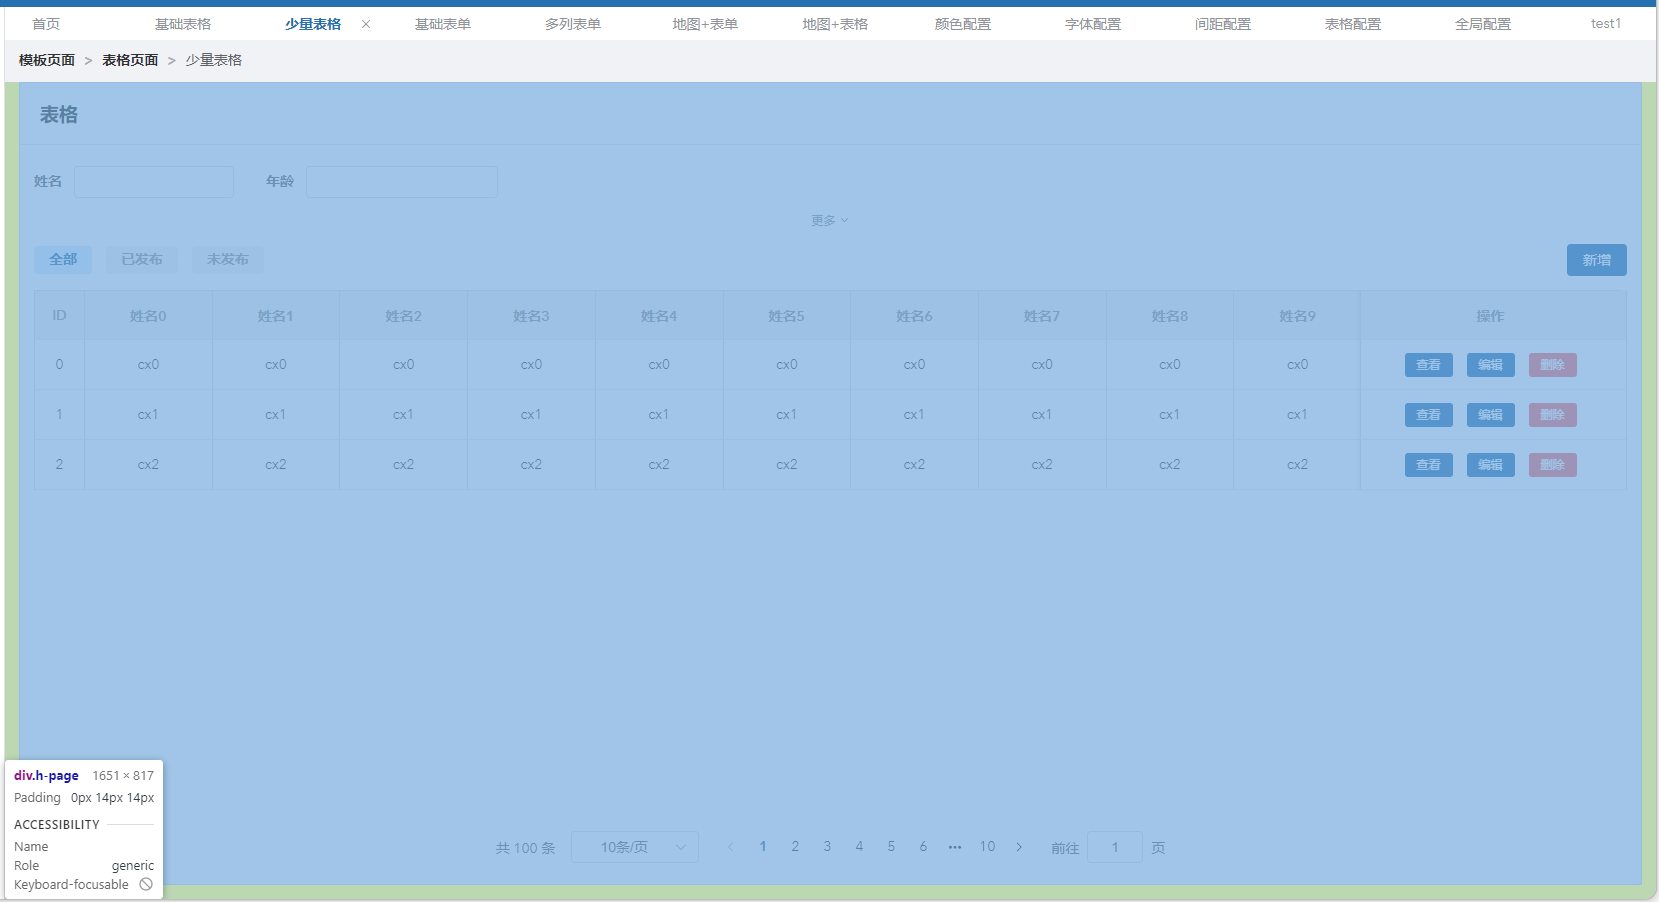 首页 基础表格 少量表格 × 基础表单 多列表单 地图+表单 地图+表格 颜色配置 字体配置 间距配置 表格配置 全局配置 test1
模板页面 > 表格页面 > 少量表格
表格
姓名 年龄
更多
全部 已发布 未发布 新增
ID 姓名0 姓名1 姓名2 姓名3 姓名4 姓名5 姓名6 姓名7 姓名8 姓名9 操作
0 cx0 cx0 cx0 cx0 cx0 cx0 cx0 cx0 cx0 cx0 查看 编辑 删除
1 cx1 cx1 cx1 cx1 cx1 cx1 cx1 cx1 cx1 cx1 查看 编辑 删除
2 cx2 cx2 cx2 cx2 cx2 cx2 cx2 cx2 cx2 cx2 查看 编辑 删除
div.h-page 1651 × 817
Padding 0px 14px 14px
ACCESSIBILITY
Name
Role generic
Keyboard-focusable
共 100 条 10条/页 < 1 2 3 4 5 6 ••• 10 > 前往 1 页